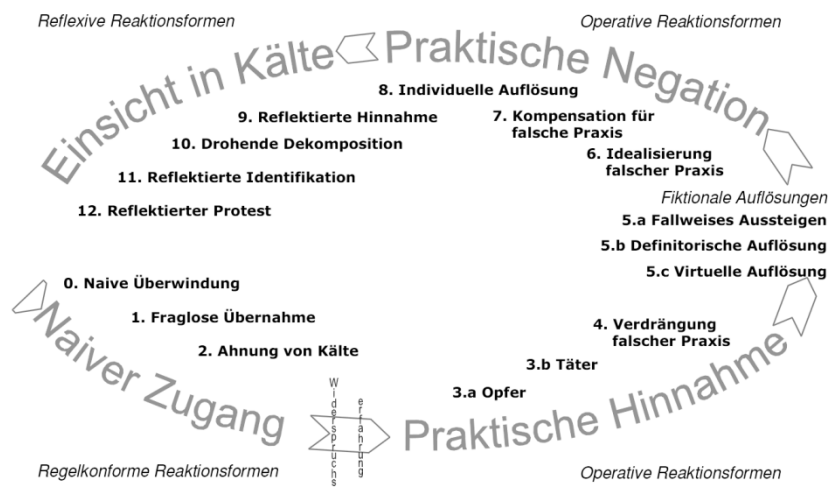 Reflexive Reaktionsformen
Operative Reaktionsformen
Einsicht in Kälte
Praktische Negation
8. Individuelle Auflösung
9. Reflektierte Hinnahme
7. Kompensation für
falsche Praxis
10. Drohende Dekomposition
6. Idealisierung
falscher Praxis
11. Reflektierte Identifikation
12. Reflektierter Protest
Fiktionale Auflösungen
5.a Fallweises Aussteigen
5.b Definitorische Auflösung
5.c Virtuelle Auflösung
0. Naive Überwindung
1. Fraglose Übernahme
2. Ahnung von Kälte
4. Verdrängung
falscher Praxis
3.b Täter
3.a Opfer
Naiver Zugang
Widerspruchs
erfahrung
Praktische Hinnahme
Regelkonforme Reaktionsformen
Operative Reaktionsformen